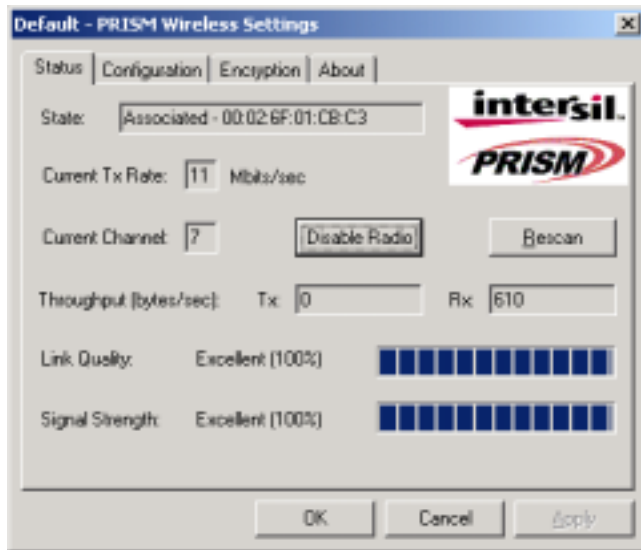 Default - PRISM Wireless Settings
Status Configuration Encryption About
State: Associated - 00:02:6F:01:CB:C3
intersil.
PRISM
Current Tx Rate: 11 Mbits/sec
Current Channel: 7 Disable Radio Rescan
Throughput (bytes/sec): Tx: 0 Rx: 610
Link Quality: Excellent (100%)
Signal Strength: Excellent (100%)
OK Cancel Apply